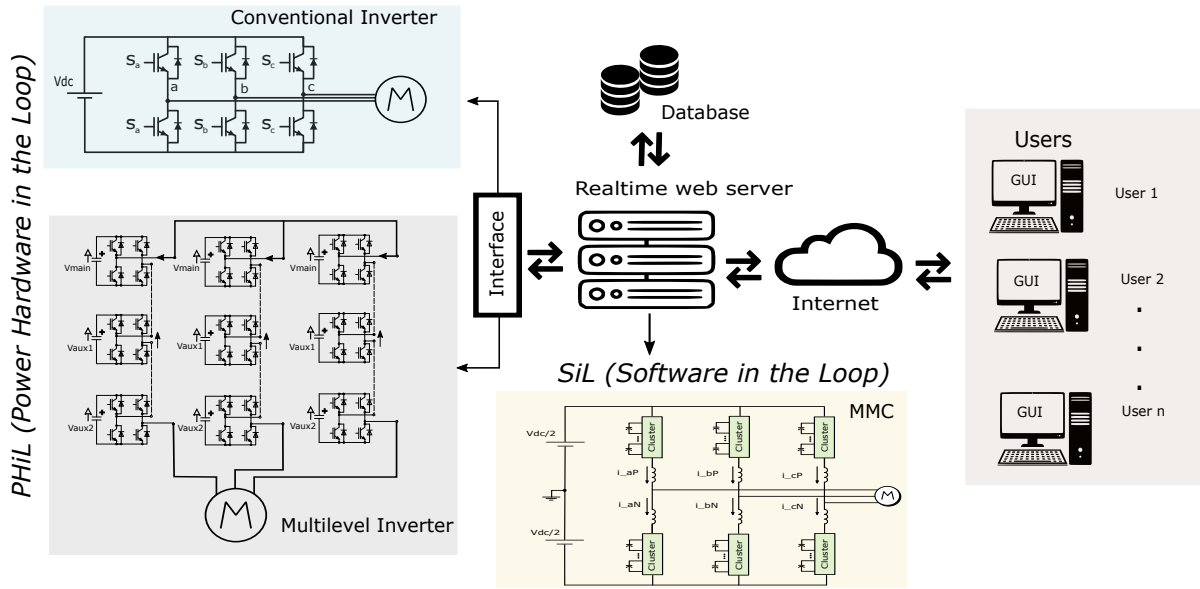 PHiL (Power Hardware in the Loop)
Conventional Inverter
Vdc
Sa
Sb
Sc
a
b
c
M
Sa
Sb
Sc
Vmain
Vmain
Vmain
Vaux1
Vaux1
Vaux1
Vaux2
Vaux2
Vaux2
M
Multilevel Inverter
Interface
Database
Realtime web server
Internet
SiL (Software in the Loop)
MMC
Vdc/2
Cluster
Cluster
Cluster
i_aP
i_bP
i_cP
M
i_aN
i_bN
i_cN
Vdc/2
Cluster
Cluster
Cluster
Users
GUI
User 1
GUI
User 2
.
.
.
GUI
User n